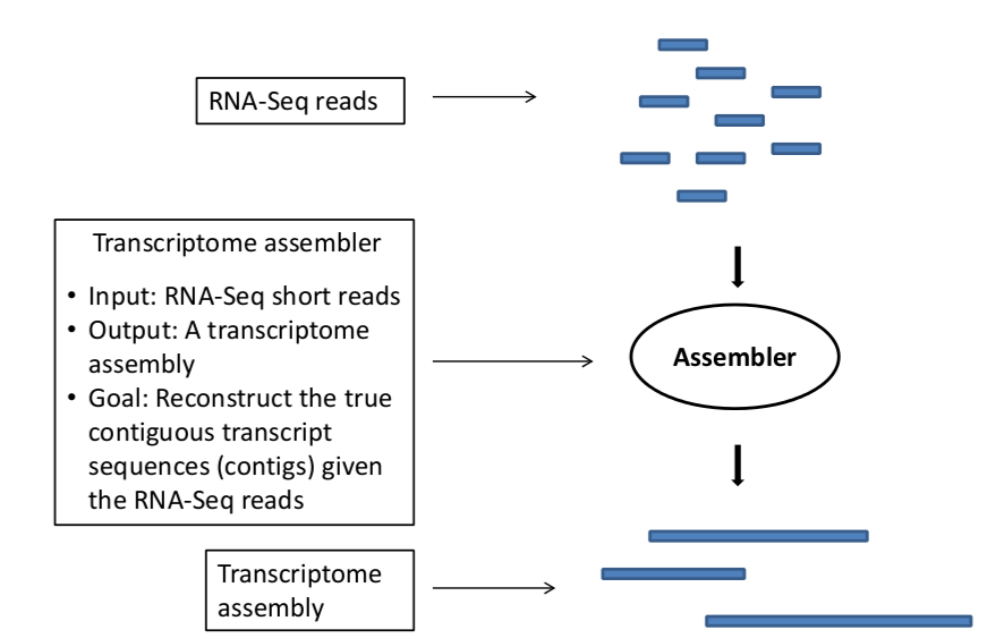 RNA-Seq reads
Transcriptome assembler
• Input: RNA-Seq short reads
• Output: A transcriptome
assembly
• Goal: Reconstruct the true
contiguous transcript
sequences (contigs) given
the RNA-Seq reads
Assembler
Transcriptome
assembly